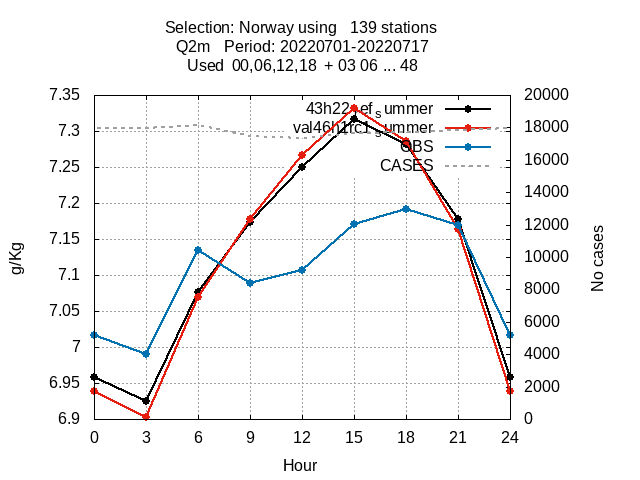 Selection: Norway using   139 stations
Q2m   Period: 20220701-20220717
Used  00,06,12,18  + 03 06 ... 48
7.35
7.3
7.25
7.2
7.15
7.1
7.05
7
6.95
6.9
g/Kg
20000
18000
16000
14000
12000
10000
8000
6000
4000
2000
0
No cases
OBS
CASES
0 3 6 9 12 15 18 21 24
Hour